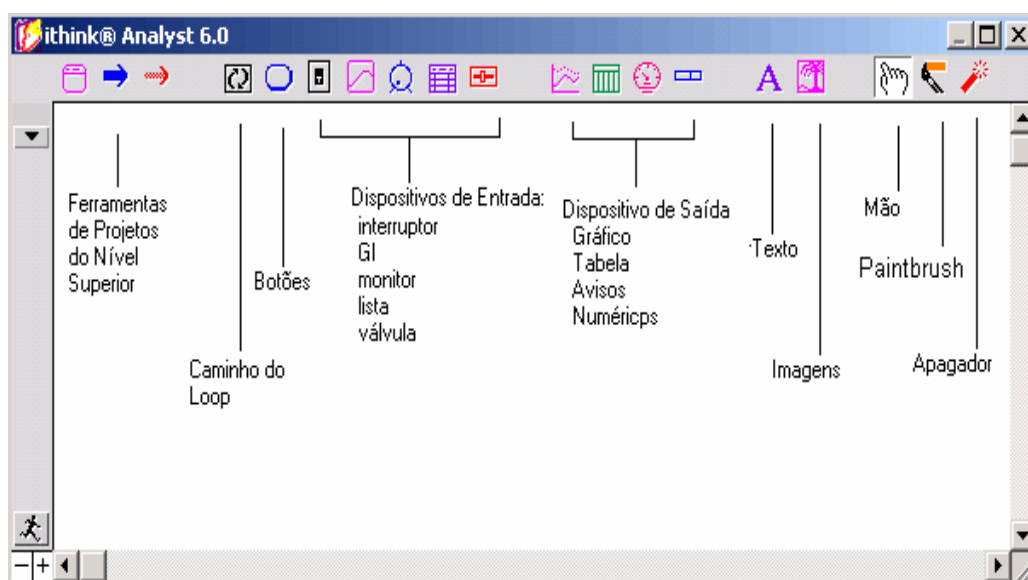 ithink® Analyst 6.0
A
Ferramentas
de Projetos
do Nível
Superior
Caminho do
Loop
Botões
Dispositivos de Entrada:
interruptor
GI
monitor
lista
válvula
Dispositivo de Saída
Gráfico
Tabela
Avisos
Numéricps
Texto
Imagens
Mão
Paintbrush
Apagador